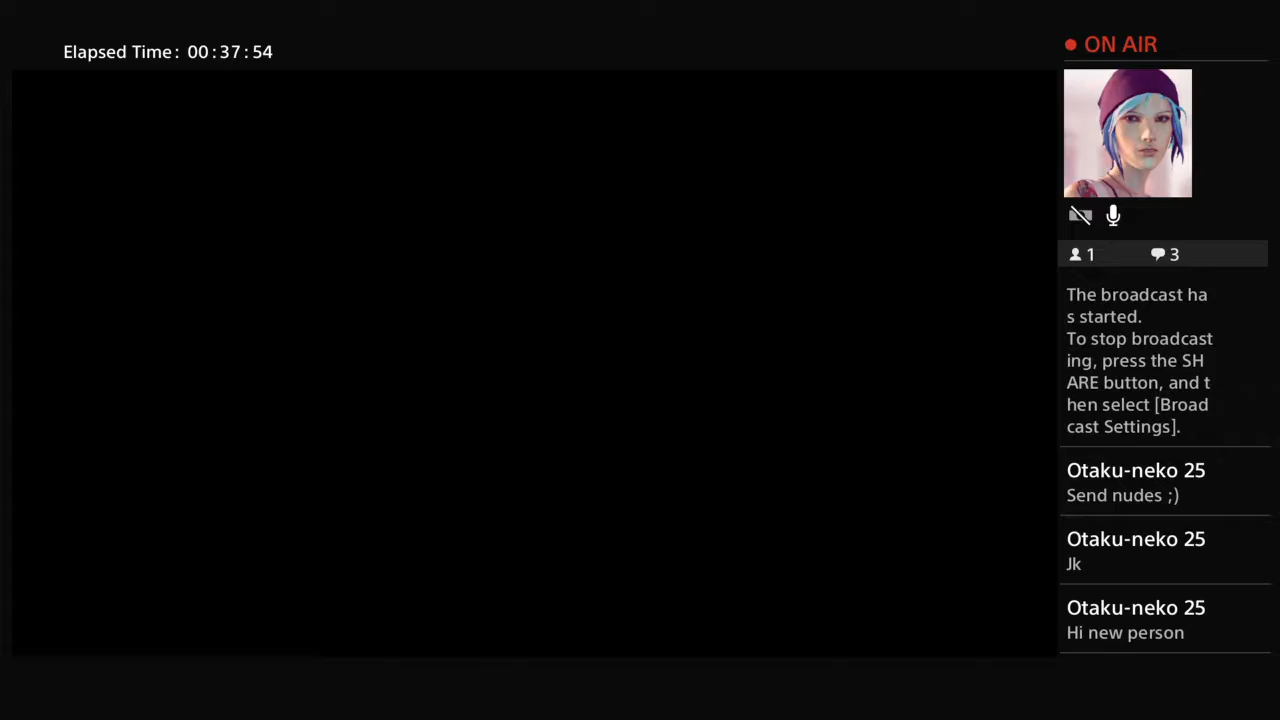 Elapsed Time: 00:37:54
ON AIR
1 3
The broadcast ha
s started.
To stop broadcast
ing, press the SH
ARE button, and t
hen select [Broad
cast Settings].
Otaku-neko 25
Send nudes ;)
Otaku-neko 25
Jk
Otaku-neko 25
Hi new person